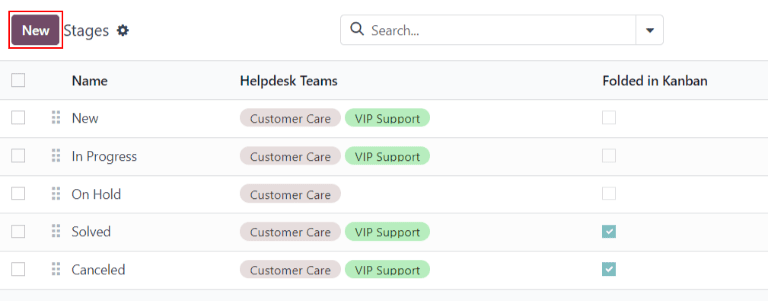 New Stages Search...
Name Helpdesk Teams Folded in Kanban
New Customer Care VIP Support
In Progress Customer Care VIP Support
On Hold Customer Care
Solved Customer Care VIP Support
Canceled Customer Care VIP Support